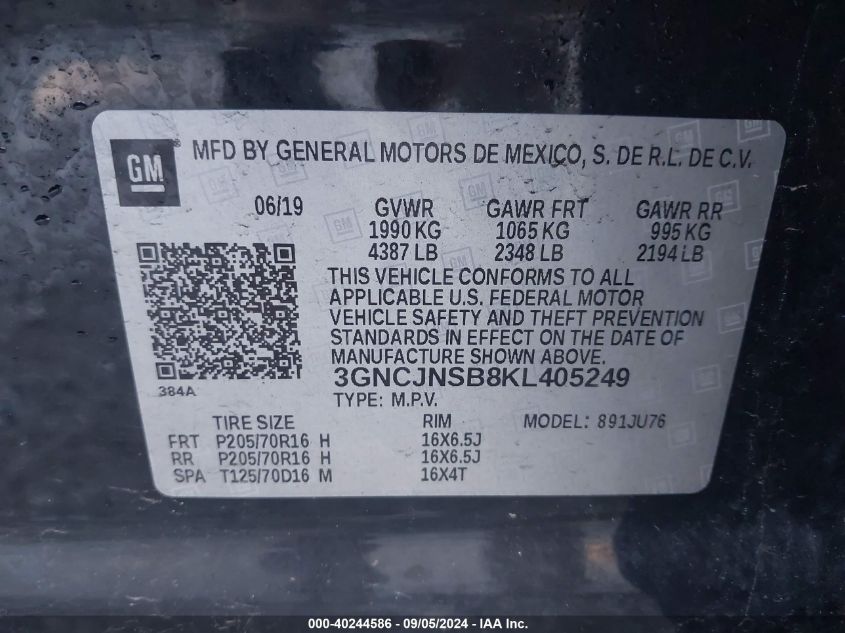 GM ® MFD BY GENERAL MOTORS DE MEXICO, S. DE R.L. DE C.V.
06/19 GVWR GAWR FRT GAWR RR
1990 KG 1065 KG 995 KG
4387 LB 2348 LB 2194 LB
THIS VEHICLE CONFORMS TO ALL
APPLICABLE U.S. FEDERAL MOTOR
VEHICLE SAFETY AND THEFT PREVENTION
STANDARDS IN EFFECT ON THE DATE OF
MANUFACTURE SHOWN ABOVE.
384A 3GNCJNSB8KL405249
TYPE: M.P.V.
TIRE SIZE RIM MODEL: 891JU76
FRT P205/70R16 H 16X6.5J
RR P205/70R16 H 16X6.5J
SPA T125/70D16 M 16X4T
000-40244586 - 09/05/2024 - IAA Inc.